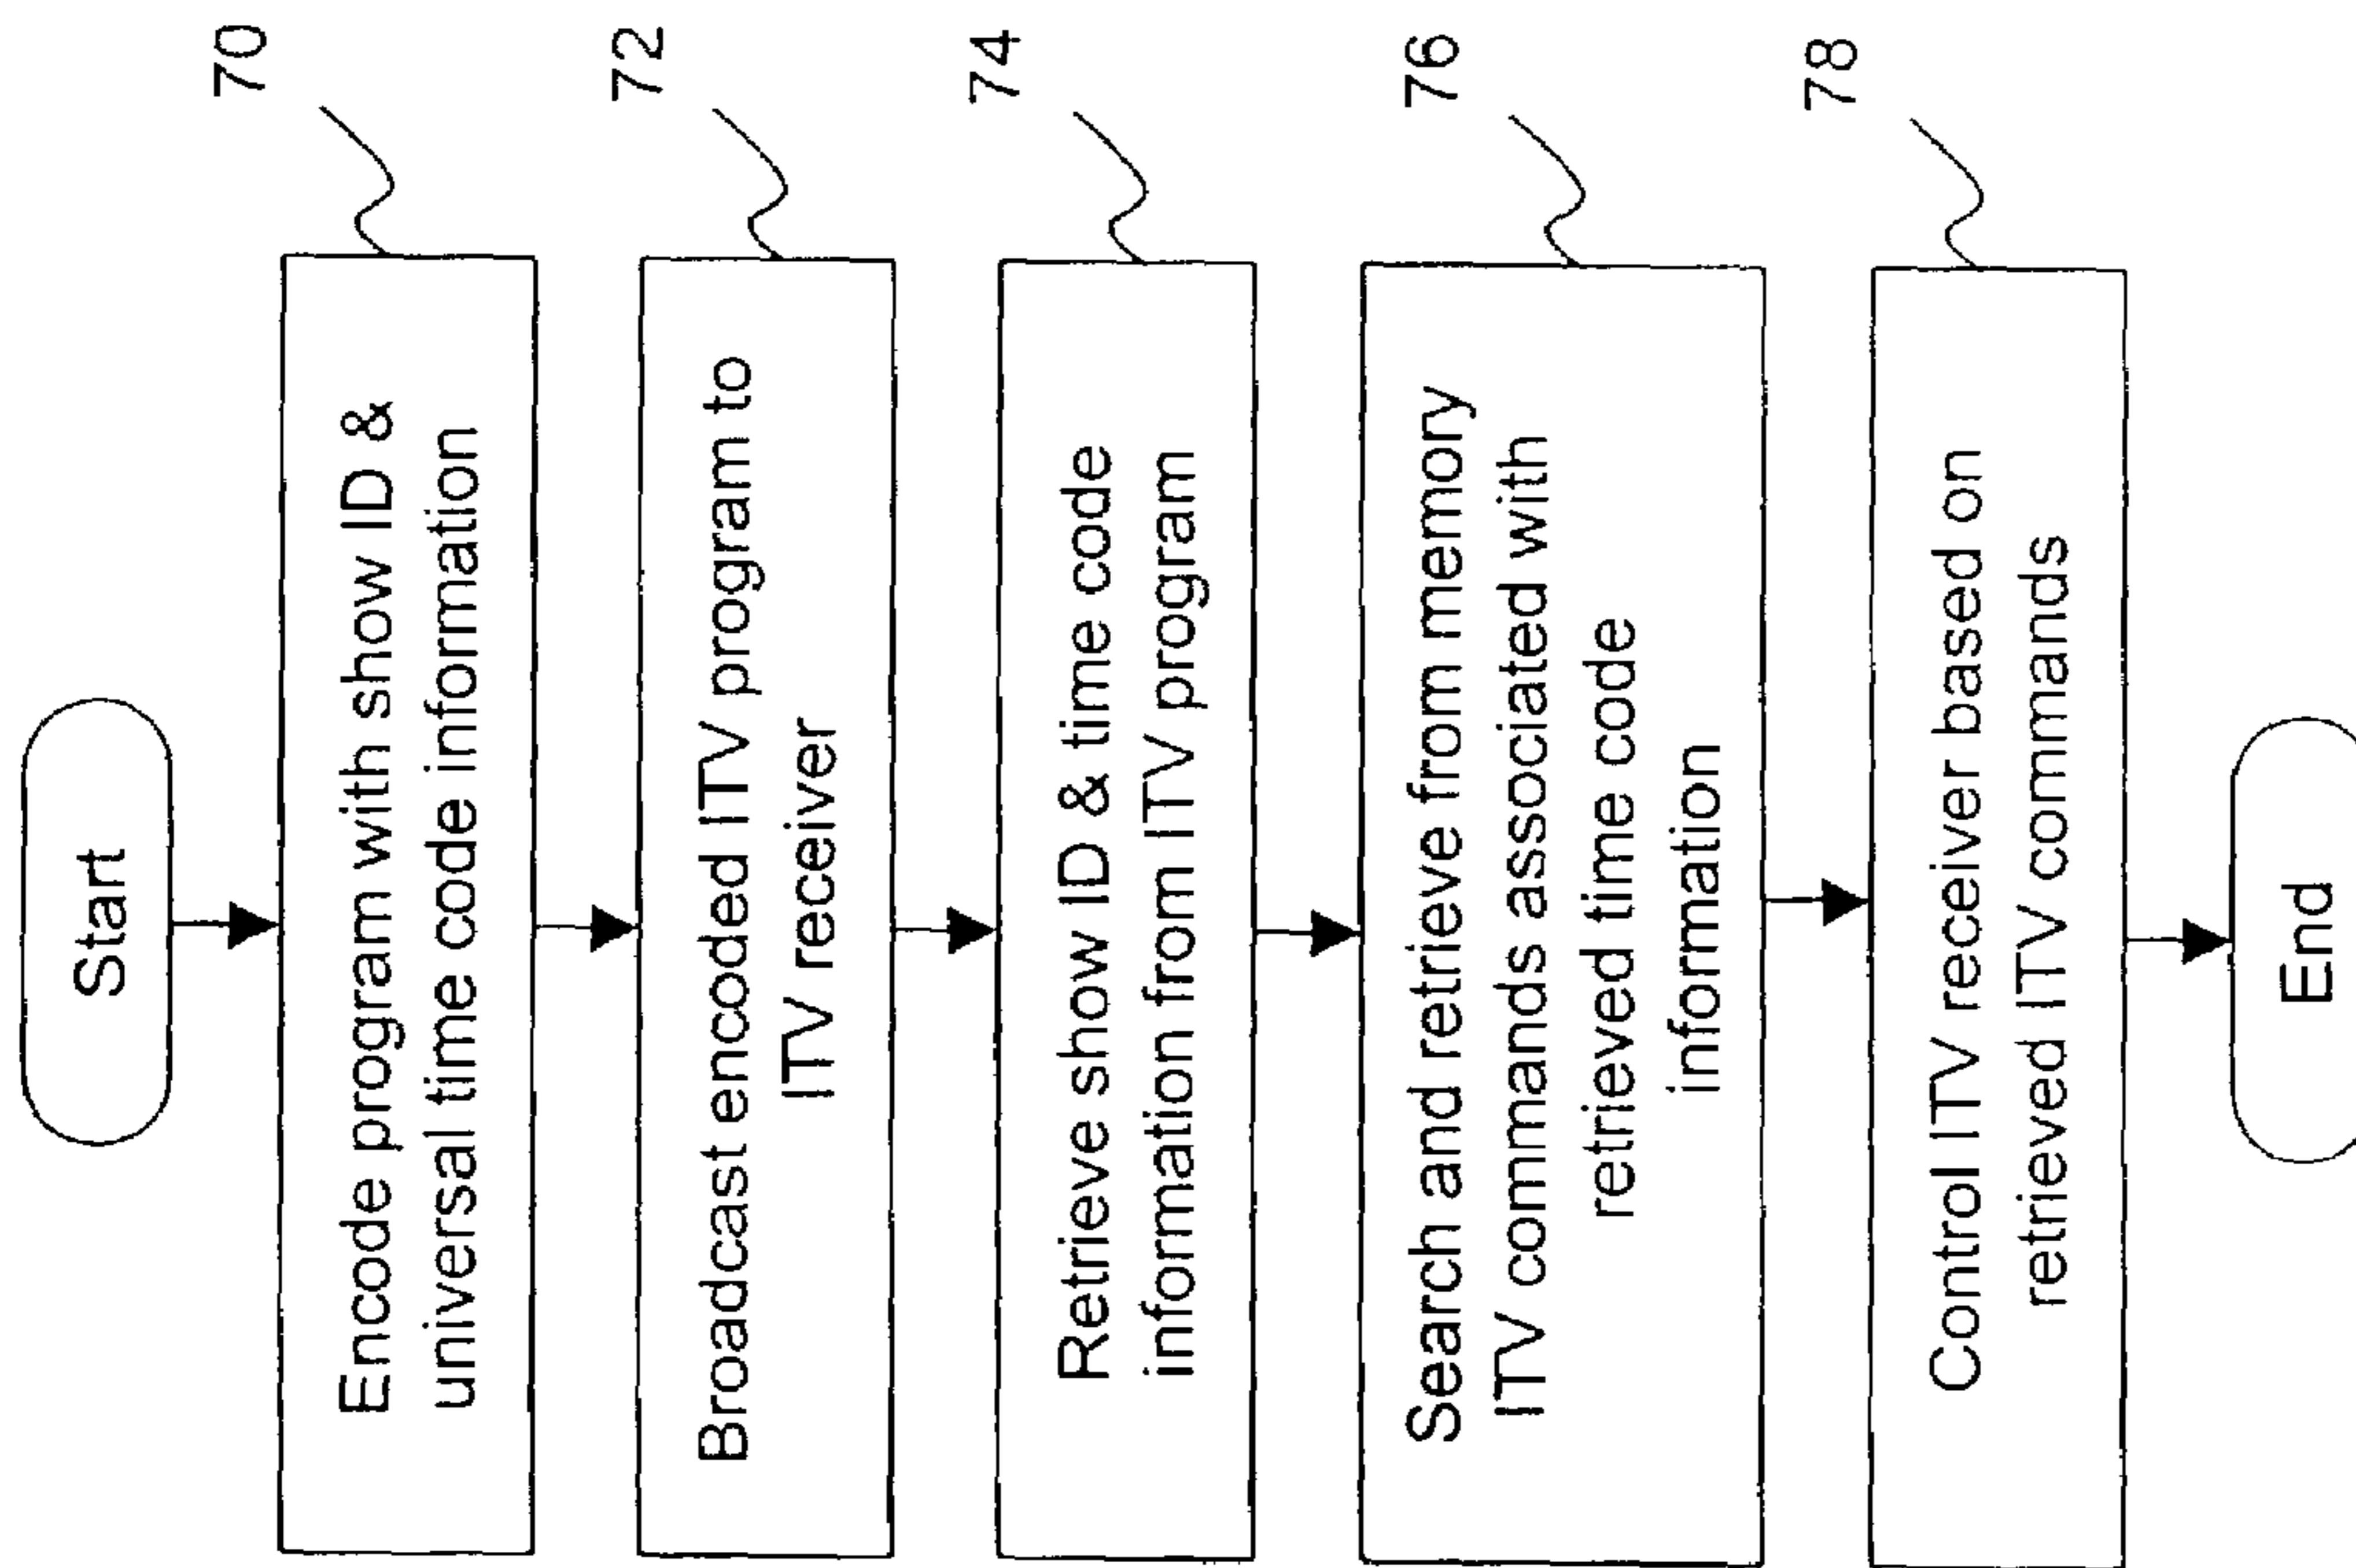 Start
70
Encode program with show ID &
universal time code information
72
Broadcast encoded ITV program to
ITV receiver
74
Retrieve show ID & time code
information from ITV program
76
Search and retrieve from memory
ITV commands associated with
retrieved time code
information
78
Control ITV receiver based on
retrieved ITV commands
End